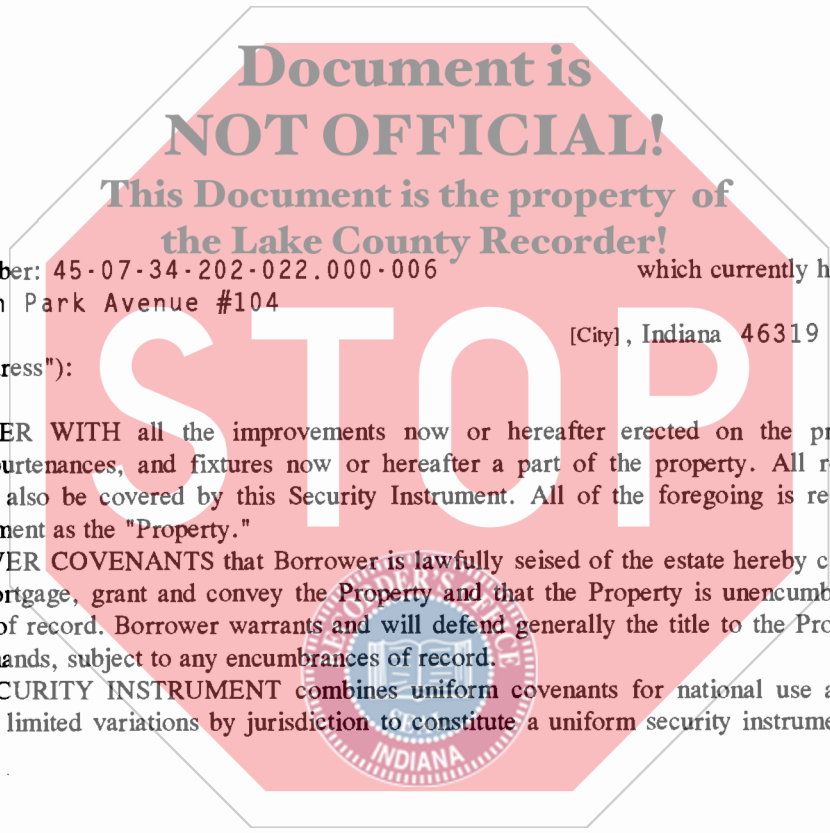 Document is
NOT OFFICIAL!
This Document is the property of
the Lake County Recorder!
ber: 45-07-34-202-022.000-006 which currently h
n Park Avenue #104
[City], Indiana 46319
ress"):
STOP
ER WITH all the improvements now or hereafter erected on the pr
urtenances, and fixtures now or hereafter a part of the property. All r
also be covered by this Security Instrument. All of the foregoing is re
ment as the "Property."
VER COVENANTS that Borrower is lawfully seised of the estate hereby c
ortgage, grant and convey the Property and that the Property is unencumb
of record. Borrower warrants and will defend generally the title to the Pro
ands, subject to any encumbrances of record.
CURITY INSTRUMENT combines uniform covenants for national use a
limited variations by jurisdiction to constitute a uniform security instrume
RECORDER'S OFFICE
INDIANA